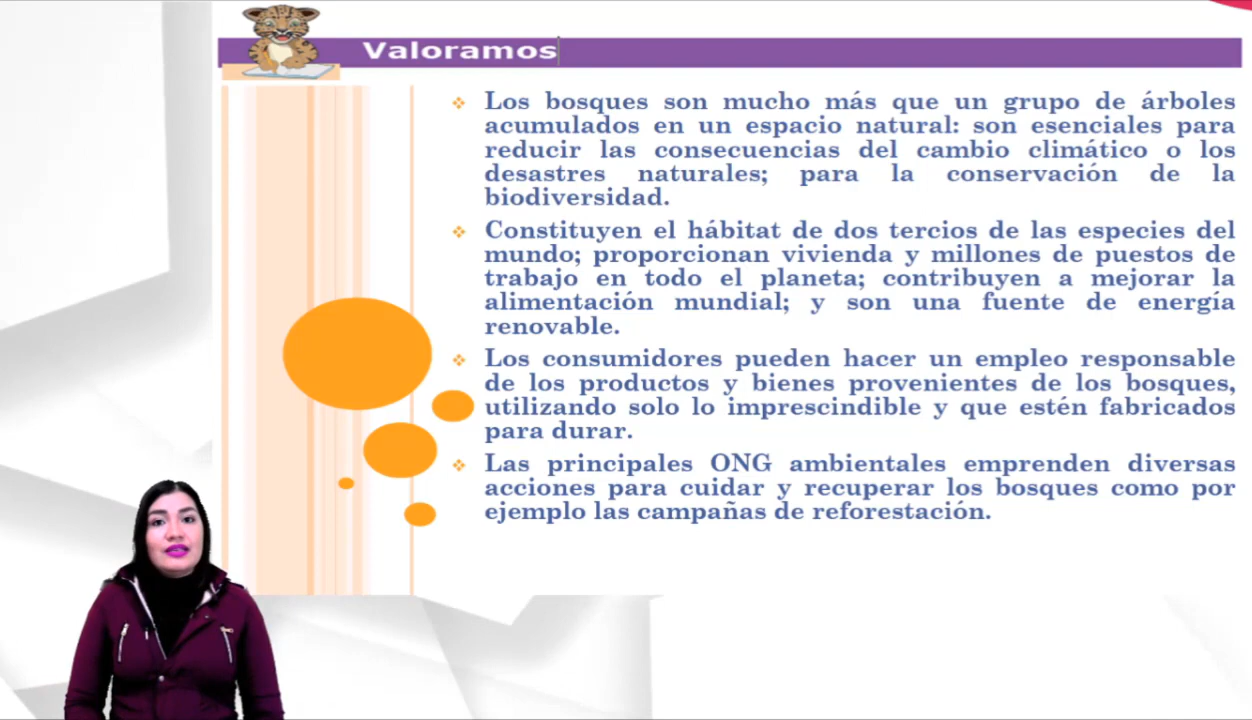 Valoramos
Los bosques son mucho más que un grupo de árboles
acumulados en un espacio natural: son esenciales para
reducir las consecuencias del cambio climático o los
desastres naturales; para la conservación de la
biodiversidad.
Constituyen el hábitat de dos tercios de las especies del
mundo; proporcionan vivienda y millones de puestos de
trabajo en todo el planeta; contribuyen a mejorar la
alimentación mundial; y son una fuente de energía
renovable.
Los consumidores pueden hacer un empleo responsable
de los productos y bienes provenientes de los bosques,
utilizando solo lo imprescindible y que estén fabricados
para durar.
Las principales ONG ambientales emprenden diversas
acciones para cuidar y recuperar los bosques como por
ejemplo las campañas de reforestación.